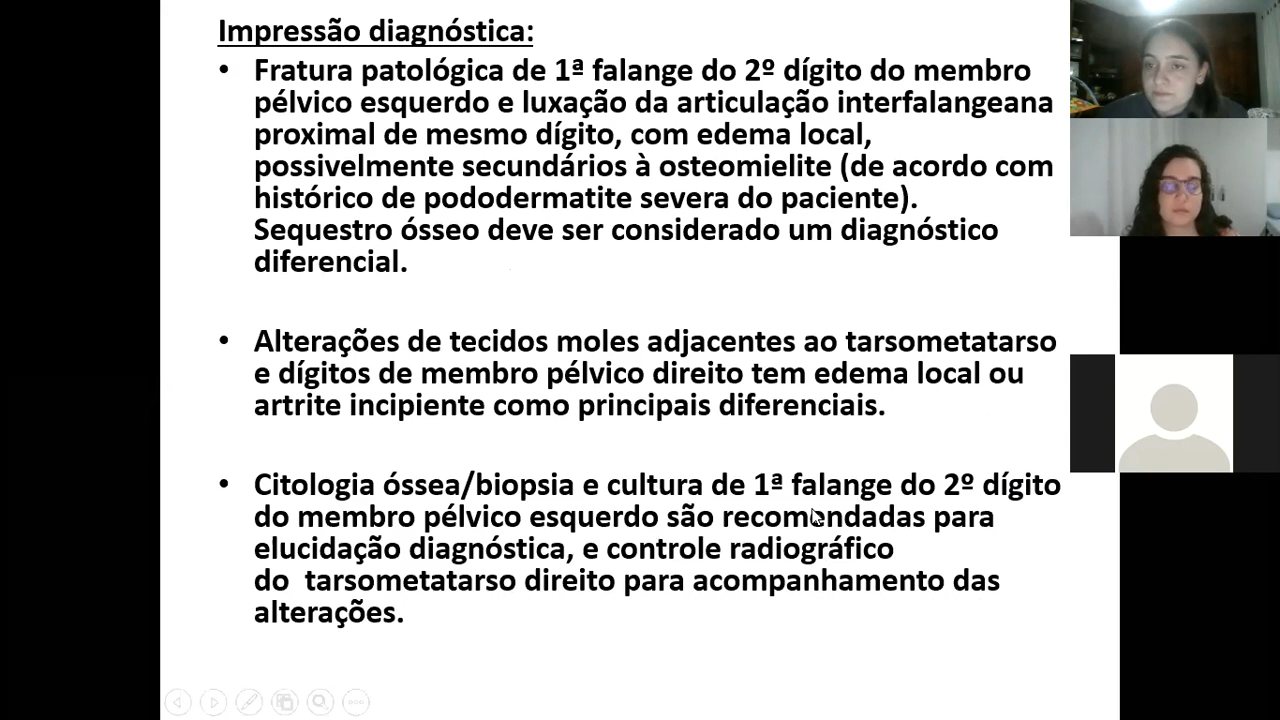 Impressão diagnóstica:
• Fratura patológica de 1ª falange do 2º dígito do membro
pélvico esquerdo e luxação da articulação interfalangeana
proximal de mesmo dígito, com edema local,
possivelmente secundários à osteomielite (de acordo com
histórico de pododermatite severa do paciente).
Sequestro ósseo deve ser considerado um diagnóstico
diferencial.
• Alterações de tecidos moles adjacentes ao tarsometatarso
e dígitos de membro pélvico direito tem edema local ou
artrite incipiente como principais diferenciais.
• Citologia óssea/biopsia e cultura de 1ª falange do 2º dígito
do membro pélvico esquerdo são recomendadas para
elucidação diagnóstica, e controle radiográfico
do  tarsometatarso direito para acompanhamento das
alterações.